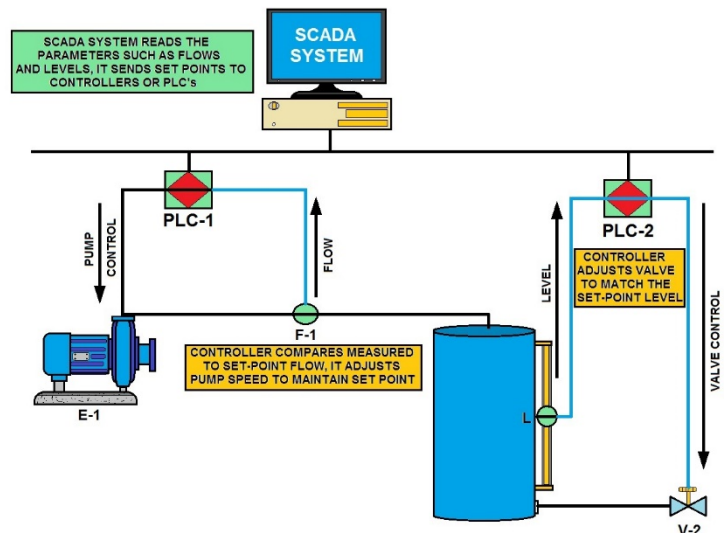 SCADA SYSTEM READS THE
PARAMETERS SUCH AS FLOWS
AND LEVELS, IT SENDS SET POINTS TO
CONTROLLERS OR PLC's
SCADA
SYSTEM
PLC-1
PLC-2
PUMP
CONTROL
FLOW
LEVEL
CONTROLLER
ADJUSTS VALVE
TO MATCH THE
SET-POINT LEVEL
VALVE CONTROL
F-1
CONTROLLER COMPARES MEASURED
TO SET-POINT FLOW, IT ADJUSTS
PUMP SPEED TO MAINTAIN SET POINT
E-1
L
V-2